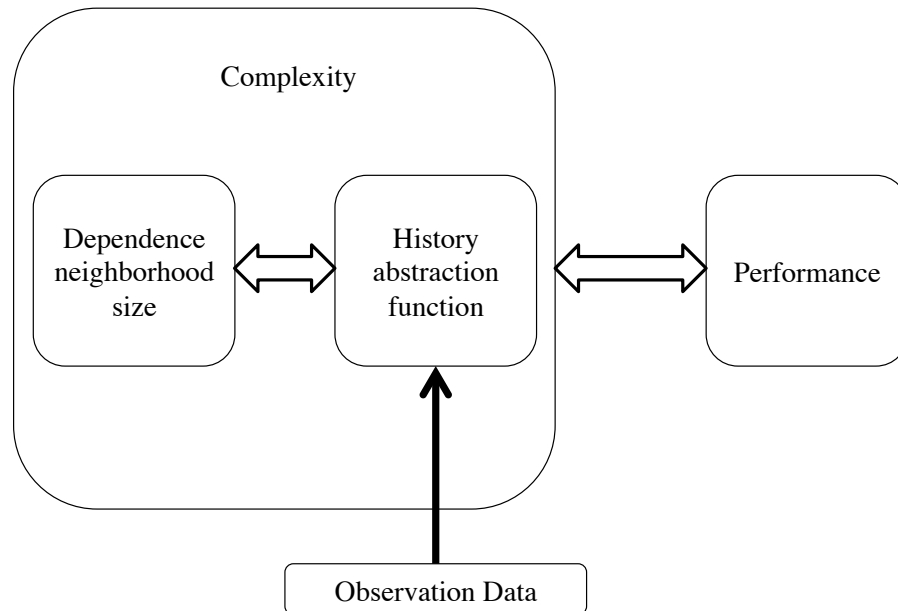 Complexity
Dependence
neighborhood
size
History
abstraction
function
Performance
Observation Data